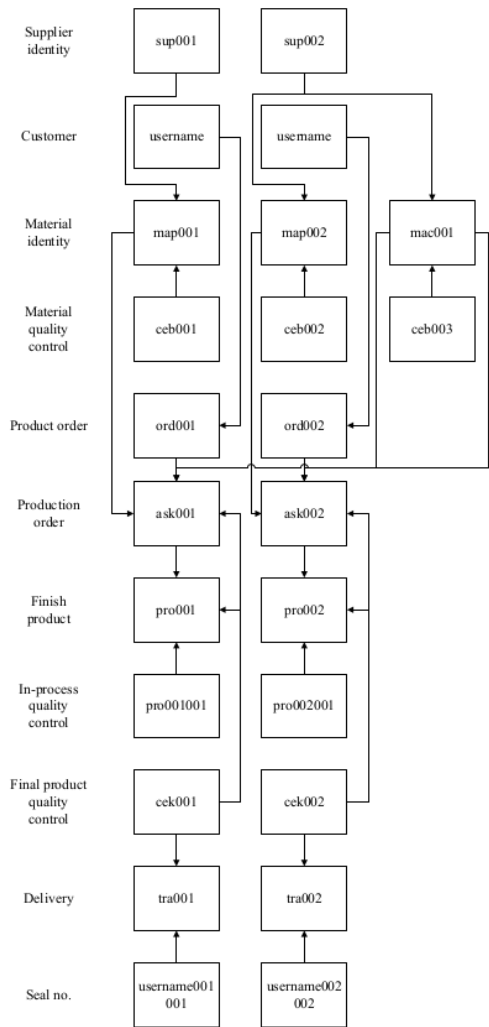 Supplier
identity
sup001
sup002
Customer
username
username
Material
identity
map001
map002
mac001
Material
quality
control
ceb001
ceb002
ceb003
Product order
ord001
ord002
Production
order
ask001
ask002
Finish
product
pro001
pro002
In-process
quality
control
pro001001
pro002001
Final product
quality
control
cek001
cek002
Delivery
tra001
tra002
Seal no.
username001
001
username002
002